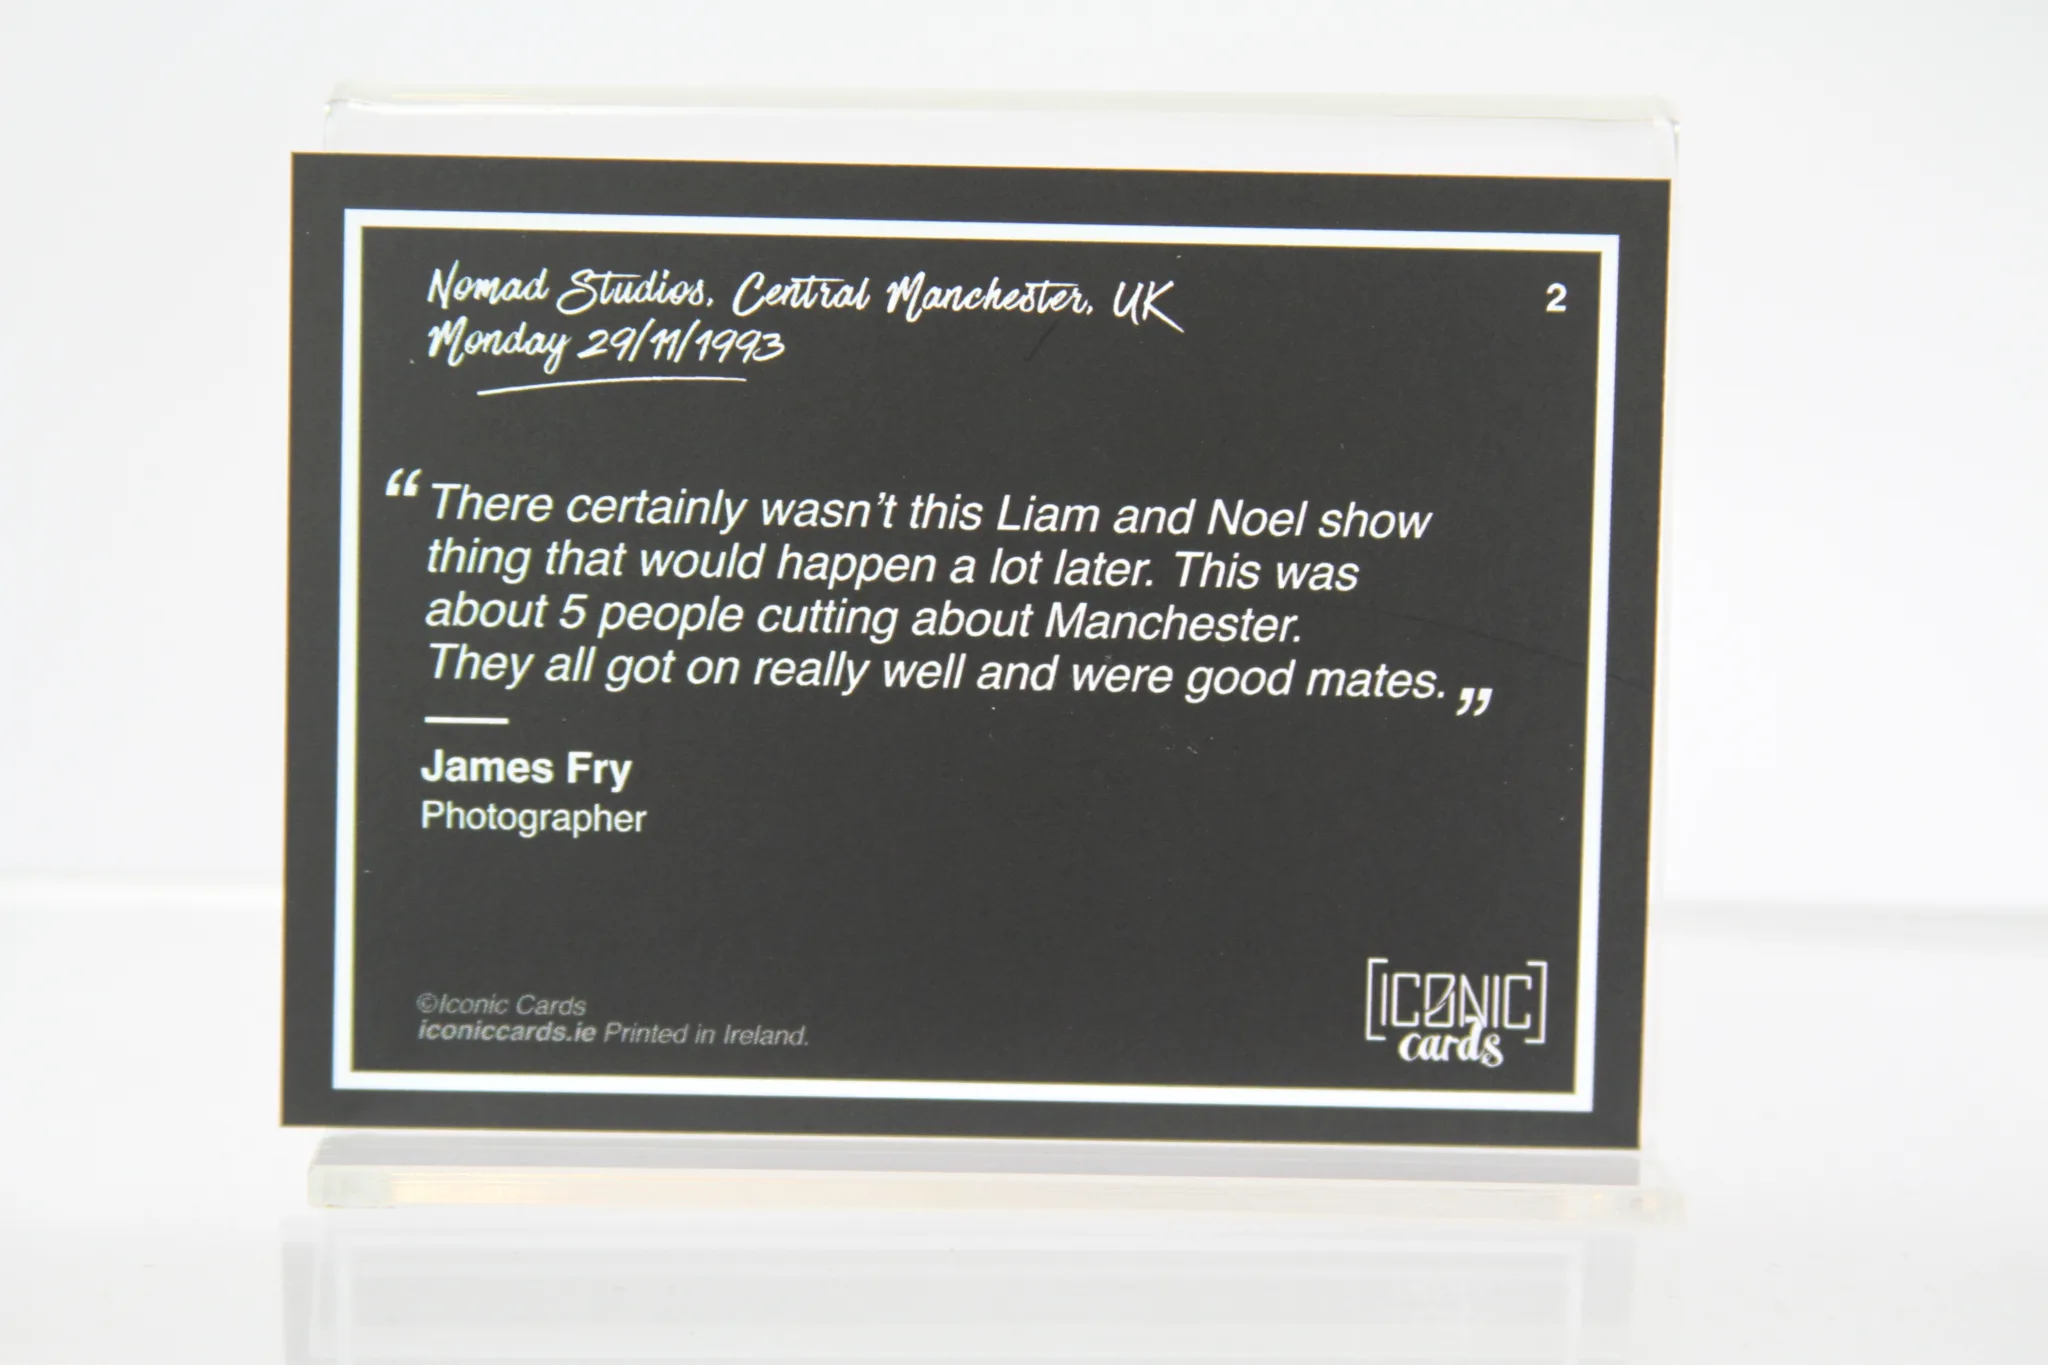 Nomad Studios, Central Manchester, UK
2
Monday 29/11/1993
“There certainly wasn’t this Liam and Noel show
thing that would happen a lot later. This was
about 5 people cutting about Manchester.
They all got on really well and were good mates.”
James Fry
Photographer
©Iconic Cards
iconiccards.ie Printed in Ireland.
[ICONIC]
cards